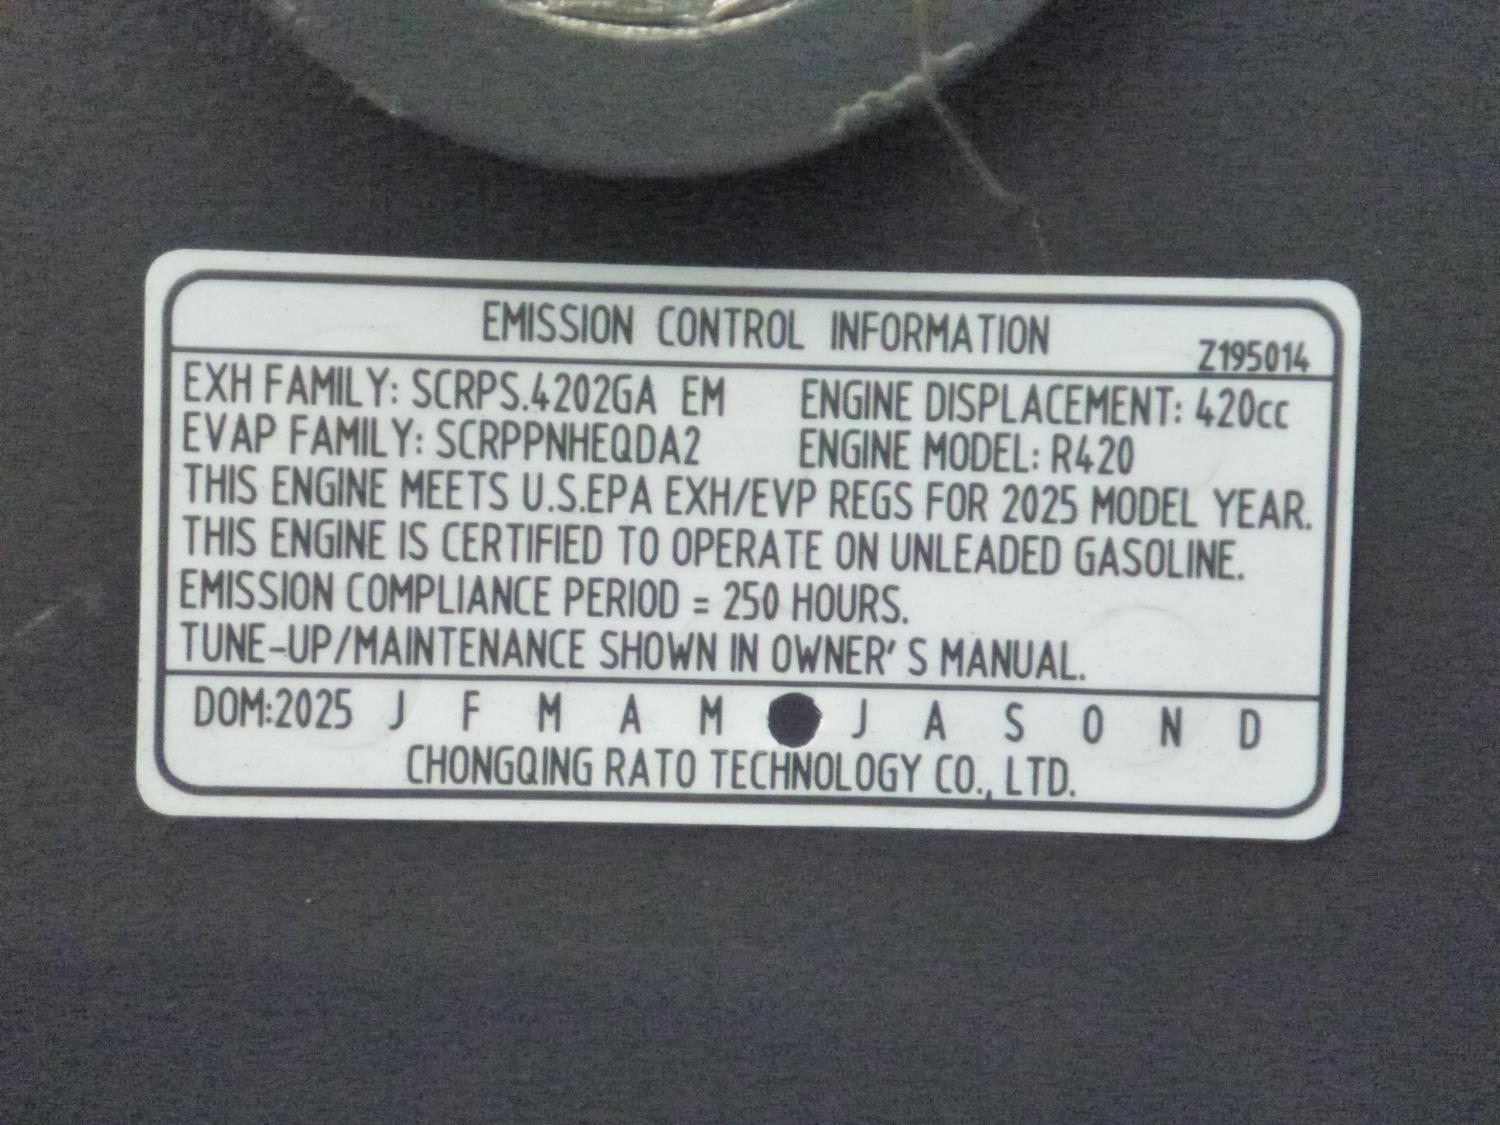 EMISSION CONTROL INFORMATION
Z195014
EXH FAMILY: SCRPS.4202GA EM ENGINE DISPLACEMENT: 420cc
EVAP FAMILY: SCRPPNHEQDA2 ENGINE MODEL: R420
THIS ENGINE MEETS U.S.EPA EXH/EVP REGS FOR 2025 MODEL YEAR.
THIS ENGINE IS CERTIFIED TO OPERATE ON UNLEADED GASOLINE.
EMISSION COMPLIANCE PERIOD = 250 HOURS.
TUNE-UP/MAINTENANCE SHOWN IN OWNER' S MANUAL.
DOM:2025 J F M A M J A S O N D
CHONGQING RATO TECHNOLOGY CO., LTD.